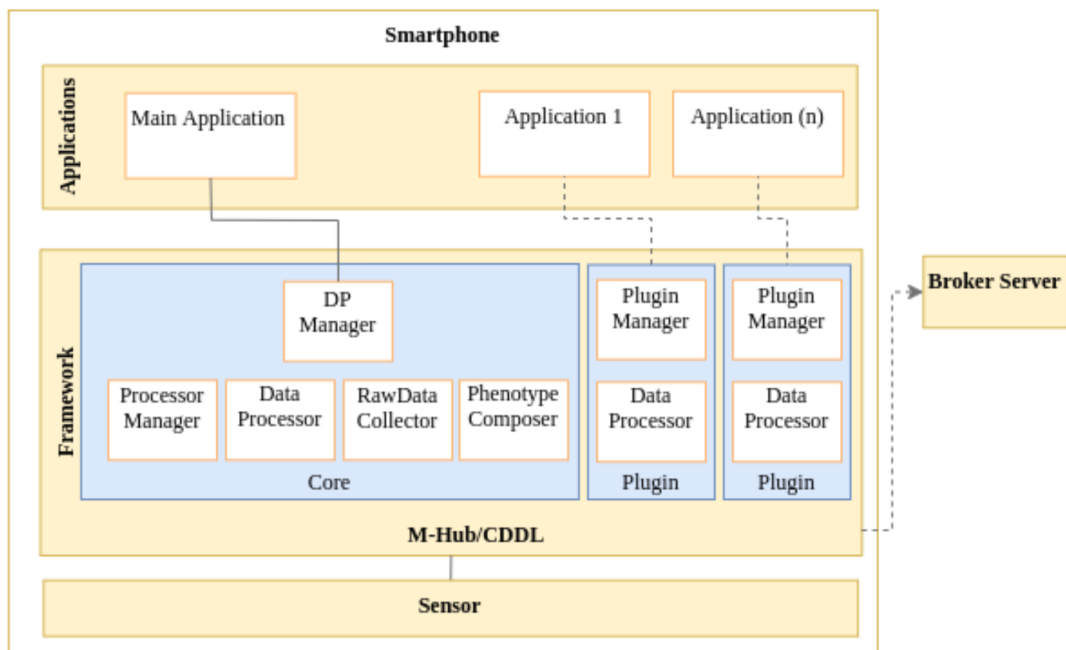 Smartphone
Applications
Main Application
Application 1
Application (n)
Framework
DP
Manager
Processor
Manager
Data
Processor
RawData
Collector
Phenotype
Composer
Core
Plugin
Manager
Data
Processor
Plugin
Plugin
Manager
Data
Processor
Plugin
M-Hub/CDDL
Broker Server
Sensor